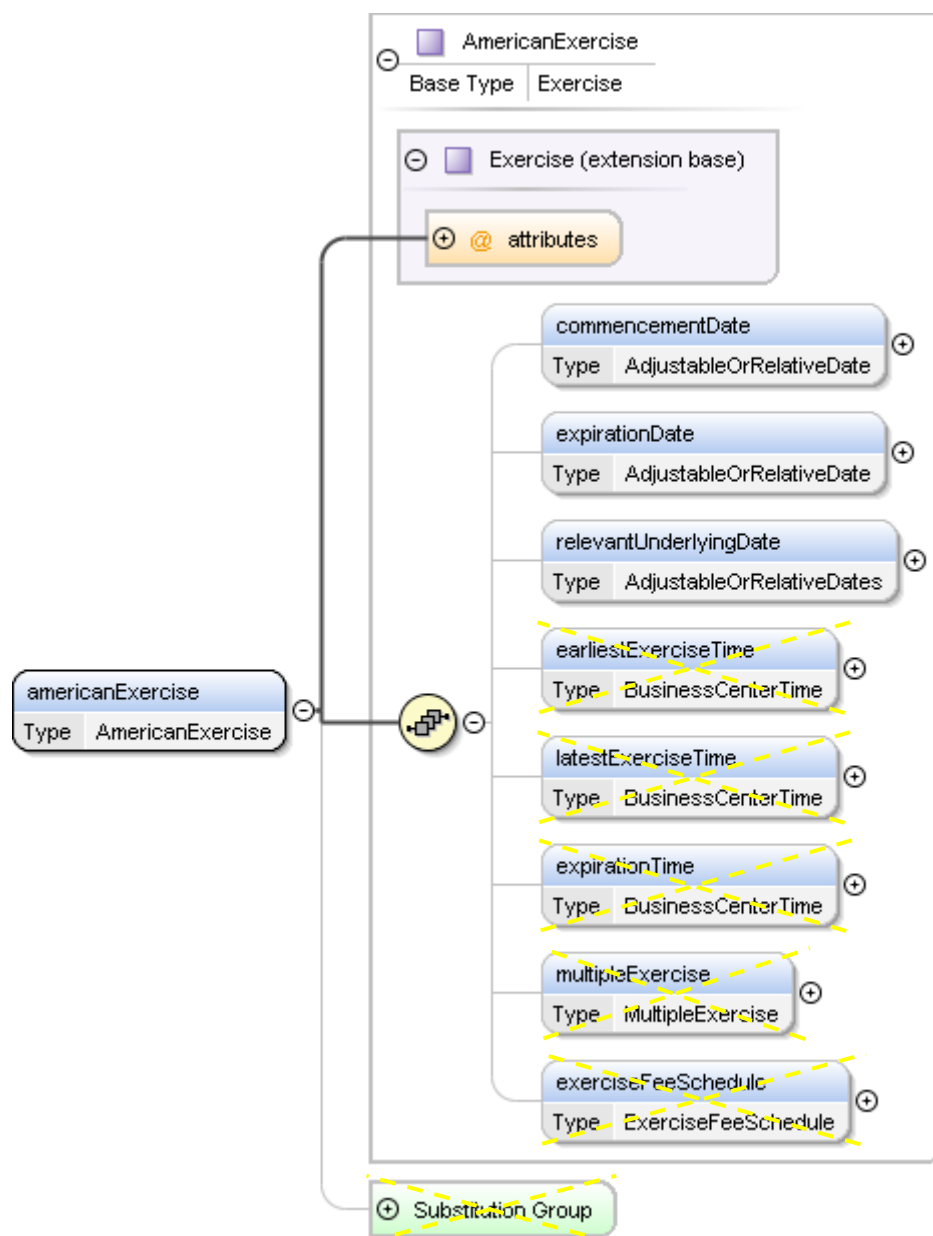 AmericanExercise
Base Type Exercise
Exercise (extension base)
@ attributes
commencementDate
Type AdjustableOrRelativeDate
expirationDate
Type AdjustableOrRelativeDate
relevantUnderlyingDate
Type AdjustableOrRelativeDates
earliestExerciseTime
Type BusinessCenterTime
americanExercise
Type AmericanExercise
latestExerciseTime
Type BusinessCenterTime
expirationTime
Type BusinessCenterTime
multipleExercise
Type MultipleExercise
exerciseFeeSchedule
Type ExerciseFeeSchedule
Substitution Group